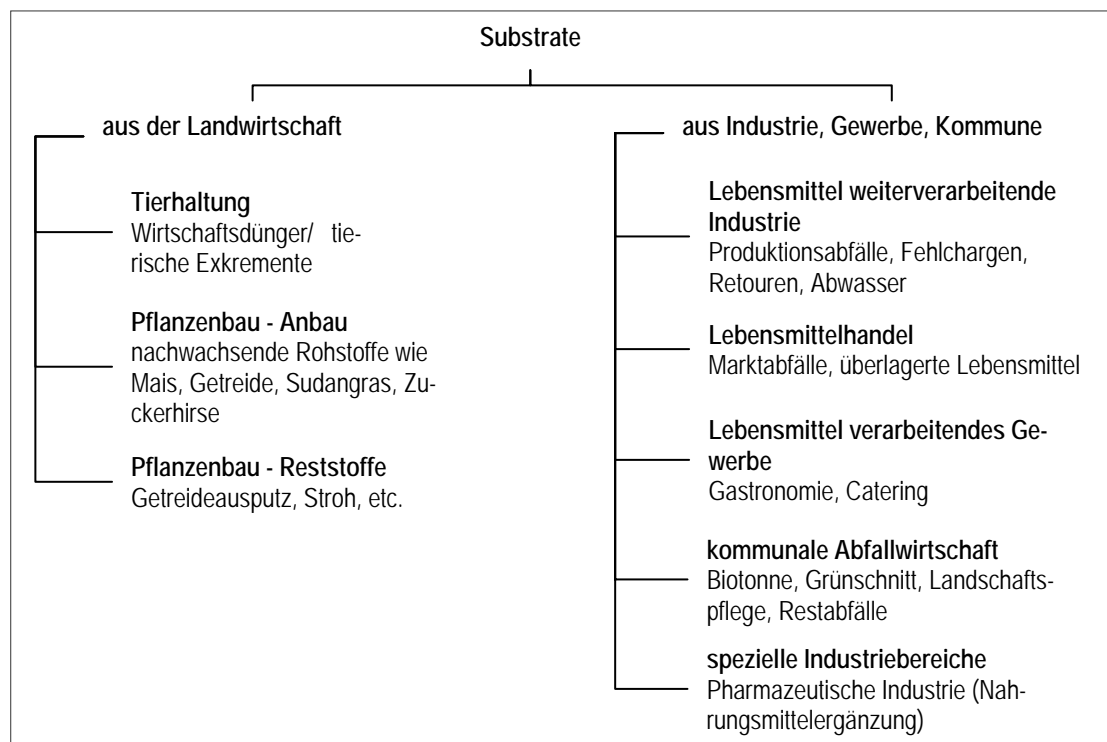 Substrate
aus der Landwirtschaft
Tierhaltung
Wirtschaftsdünger/ tie-
rische Exkremente
Pflanzenbau - Anbau
nachwachsende Rohstoffe wie
Mais, Getreide, Sudangras, Zu-
ckerhirse
Pflanzenbau - Reststoffe
Getreideausputz, Stroh, etc.
aus Industrie, Gewerbe, Kommune
Lebensmittel weiterverarbeitende
Industrie
Produktionsabfälle, Fehlchargen,
Retouren, Abwasser
Lebensmittelhandel
Marktabfälle, überlagerte Lebensmittel
Lebensmittel verarbeitendes Ge-
werbe
Gastronomie, Catering
kommunale Abfallwirtschaft
Biotonne, Grünschnitt, Landschafts-
pflege, Restabfälle
spezielle Industriebereiche
Pharmazeutische Industrie (Nah-
rungsmittelergänzung)